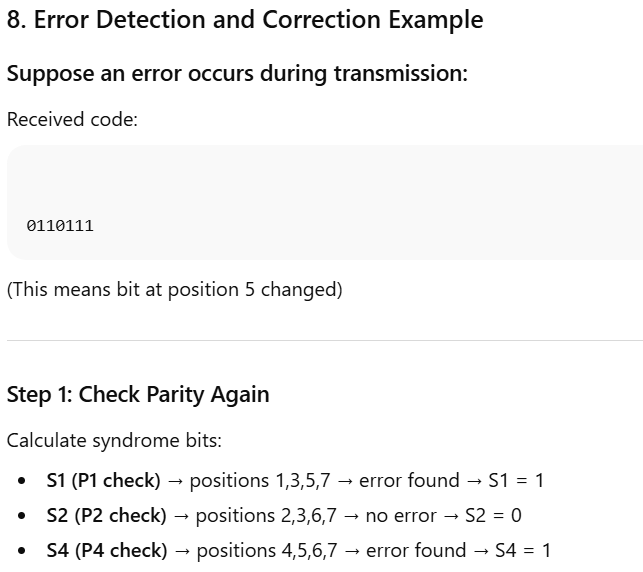 8. Error Detection and Correction Example
Suppose an error occurs during transmission:
Received code:
0110111
(This means bit at position 5 changed)
Step 1: Check Parity Again
Calculate syndrome bits:
• S1 (P1 check) → positions 1,3,5,7 → error found → S1 = 1
• S2 (P2 check) → positions 2,3,6,7 → no error → S2 = 0
• S4 (P4 check) → positions 4,5,6,7 → error found → S4 = 1